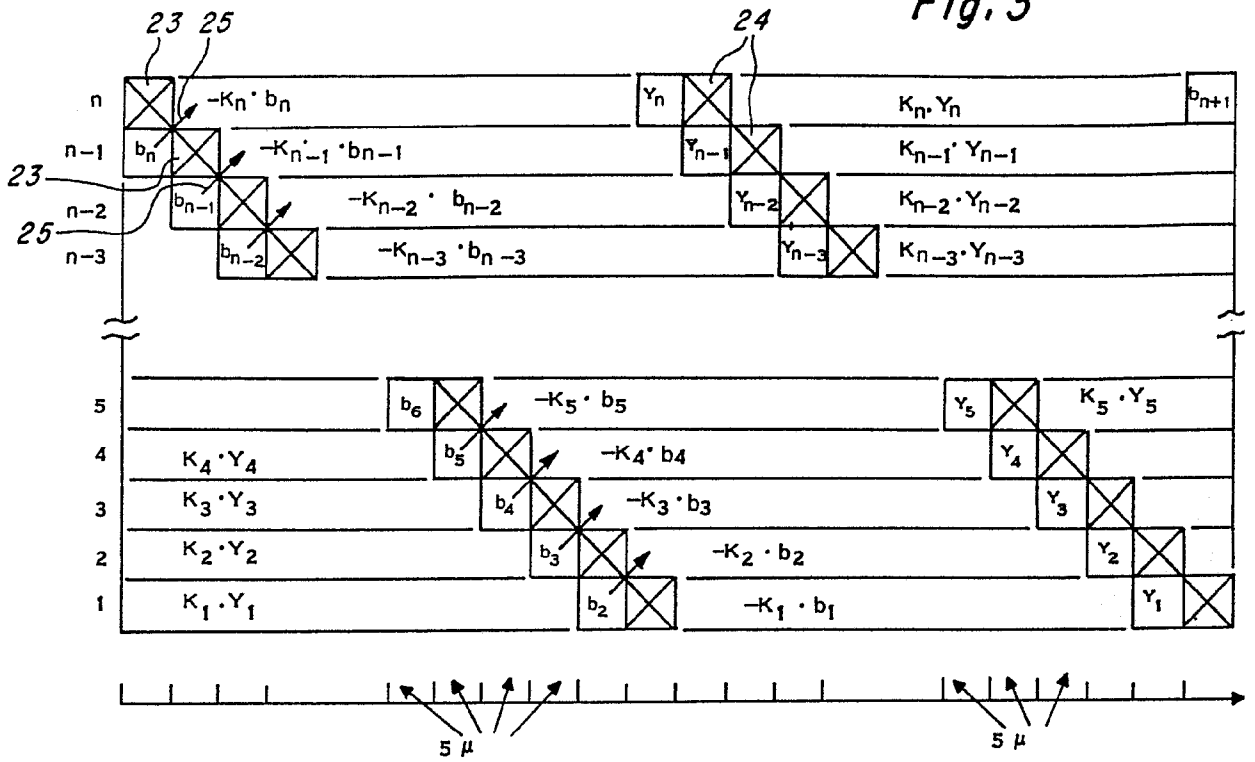 Fig. 3
23 25 24
n -Kn · bn Yn Kn · Yn bn+1
n-1 bn -Kn-1 · bn-1 Yn-1 Kn-1 · Yn-1
23
n-2 bn-1 -Kn-2 · bn-2 Yn-2 Kn-2 · Yn-2
25
n-3 bn-2 -Kn-3 · bn-3 Yn-3 Kn-3 · Yn-3
5 b6 -K5 · b5 Y5 K5 · Y5
4 K4 · Y4 b5 -K4 · b4 Y4
3 K3 · Y3 b4 -K3 · b3 Y3
2 K2 · Y2 b3 -K2 · b2 Y2
1 K1 · Y1 b2 -K1 · b1 Y1
5 μ 5 μ